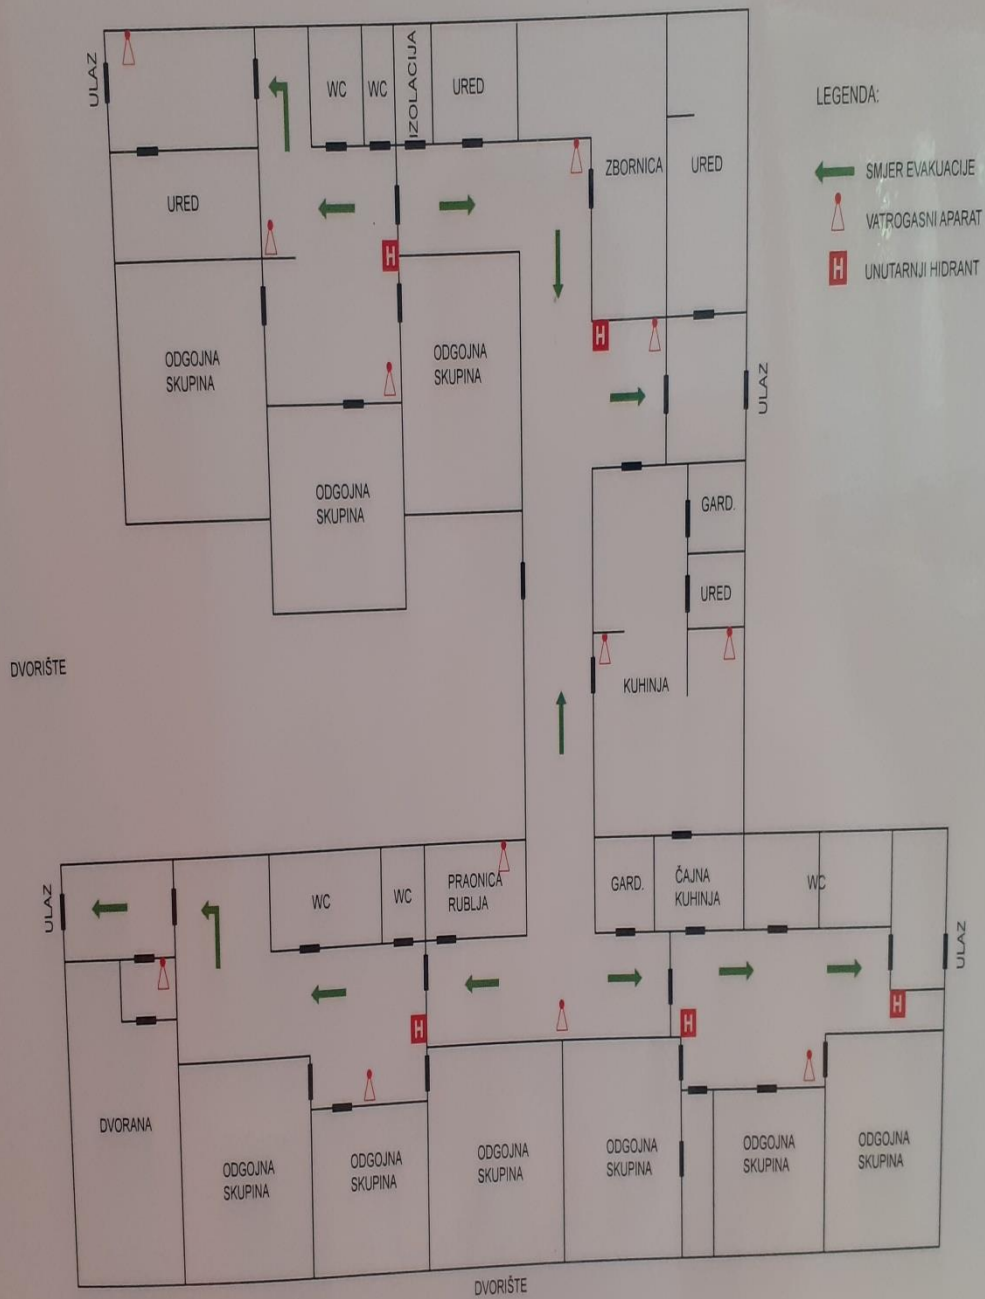 ULAZ
WC
WC
IZOLACIJA
URED
ZBORNICA
URED
URED
LEGENDA:
SMJER EVAKUACIJE
VATROGASNI APARAT
H UNUTARNJI HIDRANT
H
H
ODGOJNA
SKUPINA
ODGOJNA
SKUPINA
ODGOJNA
SKUPINA
ULAZ
GARD.
URED
KUHINJA
DVORIŠTE
ULAZ
WC
WC
PRAONICA
RUBLJA
GARD.
ČAJNA
KUHINJA
WC
ULAZ
H
H
H
DVORANA
ODGOJNA
SKUPINA
ODGOJNA
SKUPINA
ODGOJNA
SKUPINA
ODGOJNA
SKUPINA
ODGOJNA
SKUPINA
ODGOJNA
SKUPINA
DVORIŠTE